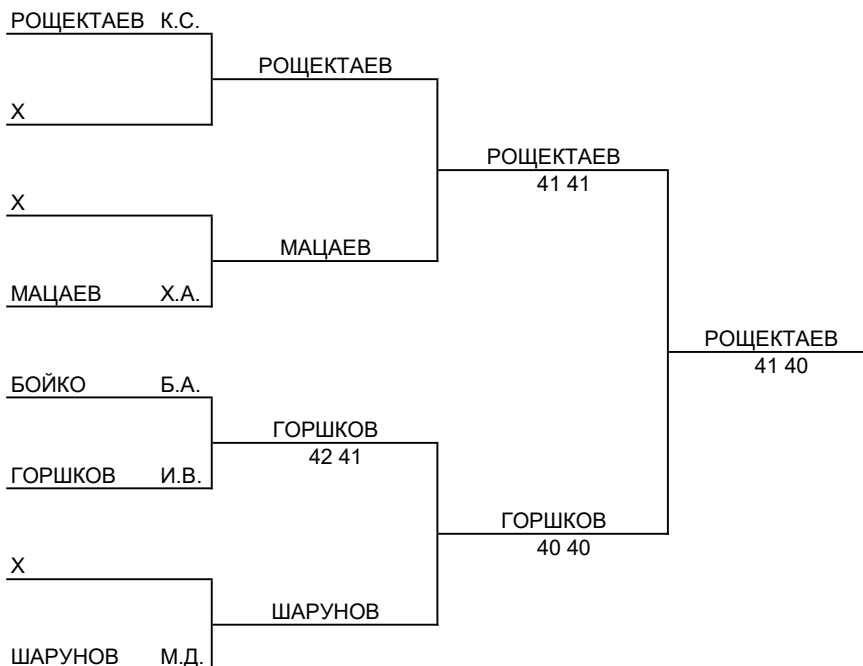 РОЩЕКТАЕВ К.С.
РОЩЕКТАЕВ
X
РОЩЕКТАЕВ
41 41
X
МАЦАЕВ
МАЦАЕВ Х.А.
РОЩЕКТАЕВ
41 40
БОЙКО Б.А.
ГОРШКОВ
42 41
ГОРШКОВ И.В.
ГОРШКОВ
40 40
X
ШАРУНОВ
ШАРУНОВ М.Д.